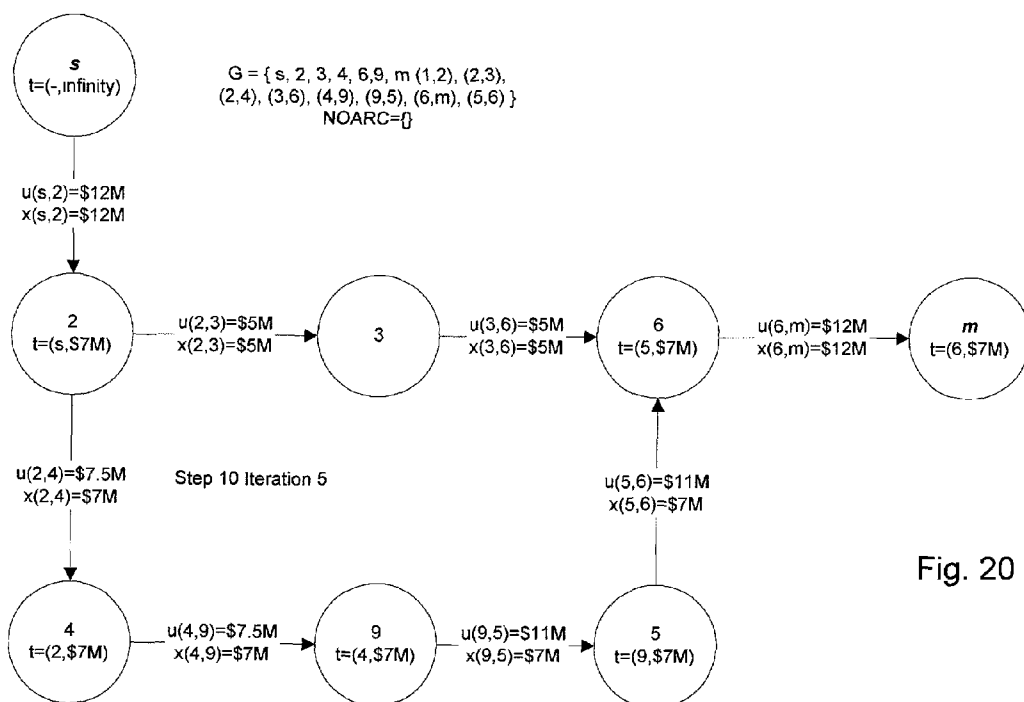 s
t=(-,infinity)
G = { s, 2, 3, 4, 6,9, m (1,2), (2,3),
(2,4), (3,6), (4,9), (9,5), (6,m), (5,6) }
NOARC={}
u(s,2)=$12M
x(s,2)=$12M
2
t=(s,$7M)
u(2,3)=$5M
x(2,3)=$5M
3
u(3,6)=$5M
x(3,6)=$5M
6
t=(5,$7M)
u(6,m)=$12M
x(6,m)=$12M
m
t=(6,$7M)
u(2,4)=$7.5M
x(2,4)=$7M
Step 10 Iteration 5
u(5,6)=$11M
x(5,6)=$7M
Fig. 20
4
t=(2,$7M)
u(4,9)=$7.5M
x(4,9)=$7M
9
t=(4,$7M)
u(9,5)=$11M
x(9,5)=$7M
5
t=(9,$7M)